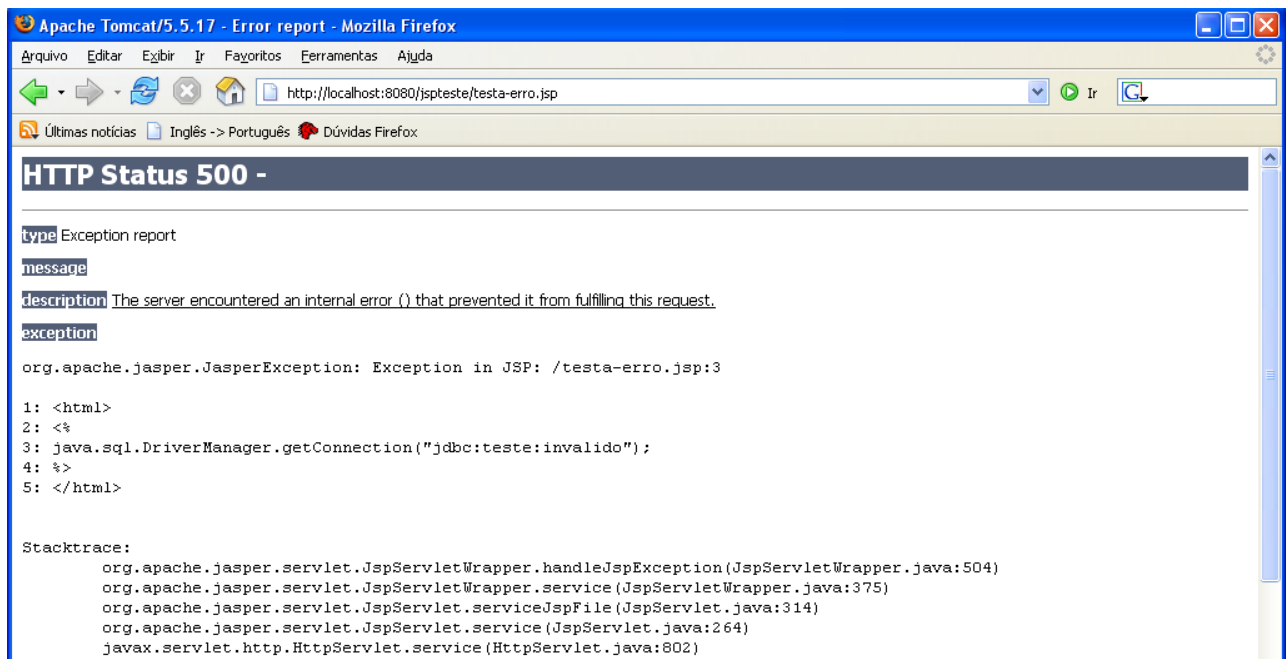 Apache Tomcat/5.5.17 - Error report - Mozilla Firefox
Arquivo Editar Exibir Ir Favoritos Ferramentas Ajuda
http://localhost:8080/jspteste/testa-erro.jsp Ir G
Últimas notícias Inglês -> Português Dúvidas Firefox
HTTP Status 500 -
type Exception report
message
description The server encountered an internal error () that prevented it from fulfilling this request.
exception
org.apache.jasper.JasperException: Exception in JSP: /testa-erro.jsp:3
1: <html>
2: <%
3: java.sql.DriverManager.getConnection("jdbc:teste:invalido");
4: %>
5: </html>
Stacktrace:
org.apache.jasper.servlet.JspServletWrapper.handleJspException(JspServletWrapper.java:504)
org.apache.jasper.servlet.JspServletWrapper.service(JspServletWrapper.java:375)
org.apache.jasper.servlet.JspServlet.serviceJspFile(JspServlet.java:314)
org.apache.jasper.servlet.JspServlet.service(JspServlet.java:264)
javax.servlet.http.HttpServlet.service(HttpServlet.java:802)